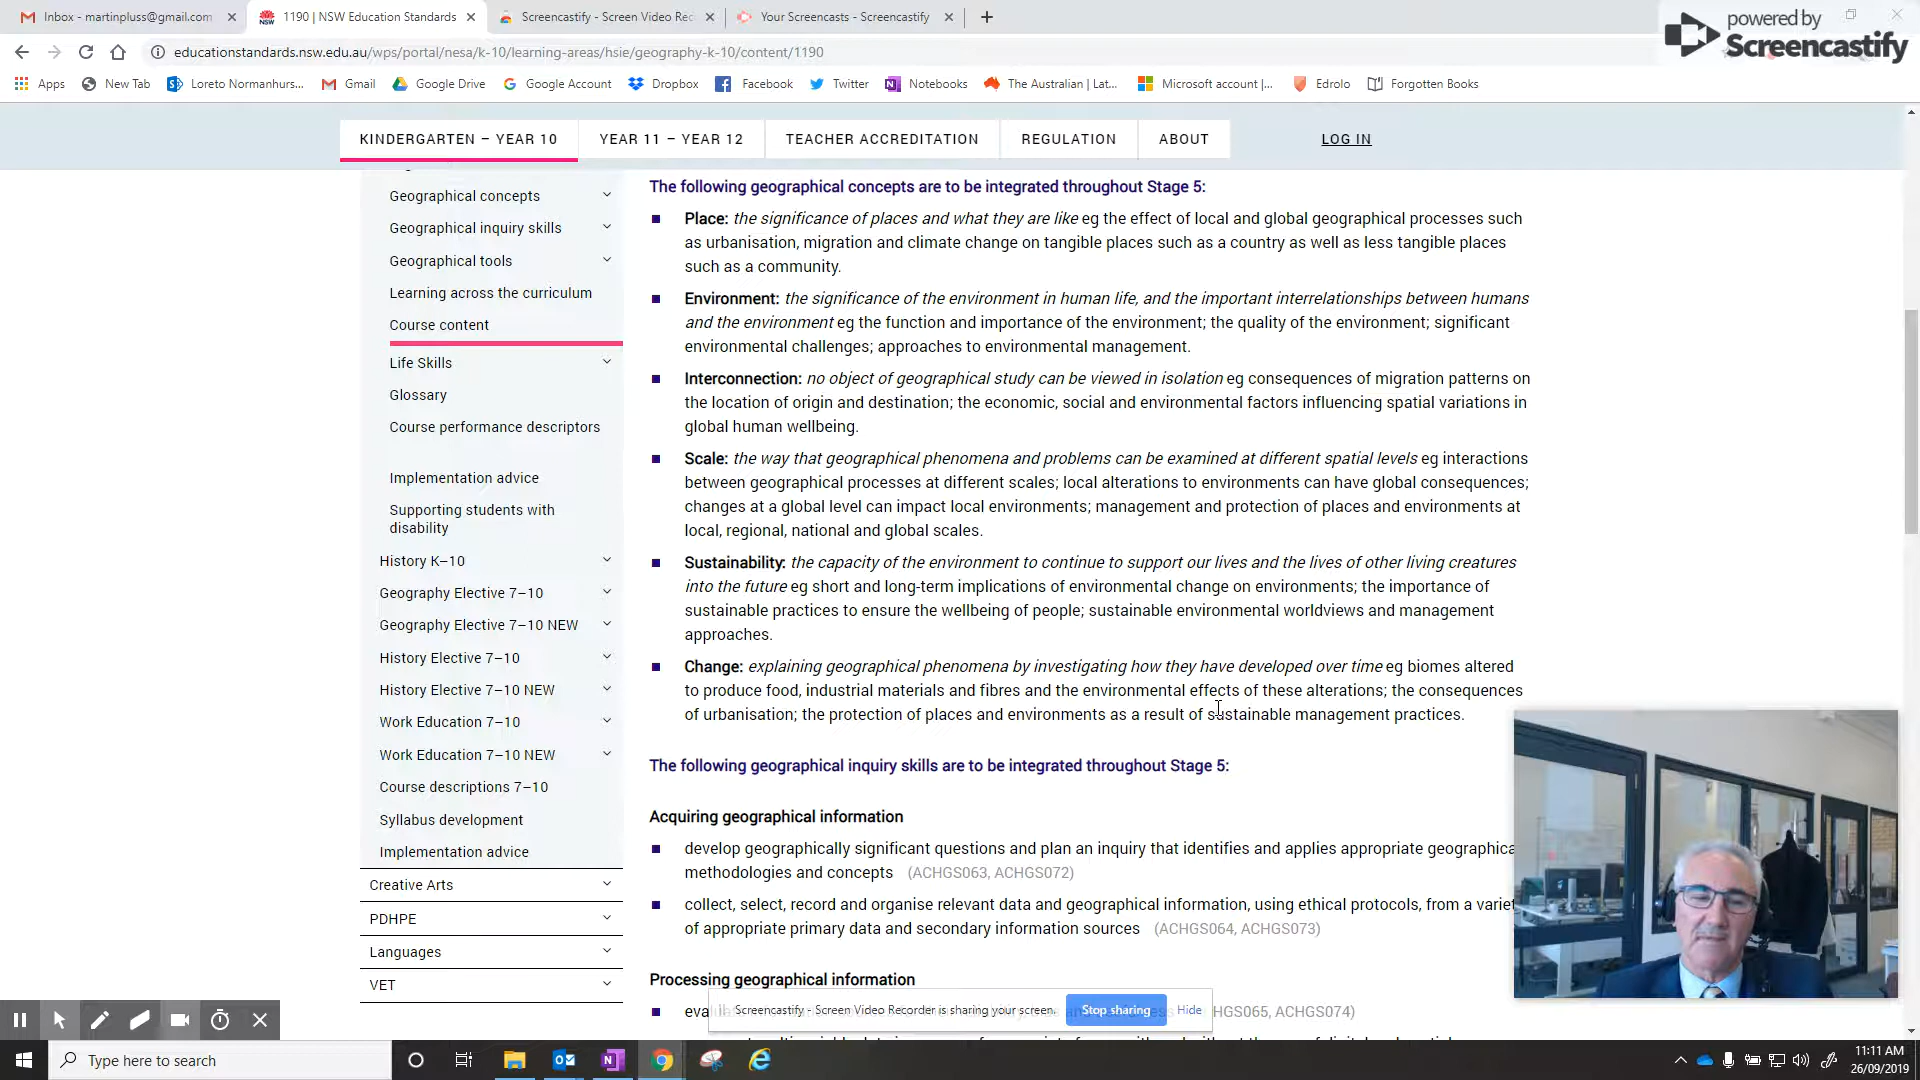 Inbox - martinpluss@gmail.com
1190 | NSW Education Standards
Screencastify - Screen Video Rec
Your Screencasts - Screencastify
powered by
Screencastify
educationstandards.nsw.edu.au/wps/portal/nesa/k-10/learning-areas/hsie/geography-k-10/content/1190
Apps
New Tab
Loreto Normanhurs...
Gmail
Google Drive
Google Account
Dropbox
Facebook
Twitter
Notebooks
The Australian | Lat...
Microsoft account |...
Edrolo
Forgotten Books
KINDERGARTEN – YEAR 10
YEAR 11 – YEAR 12
TEACHER ACCREDITATION
REGULATION
ABOUT
LOG IN
Geographical concepts
Geographical inquiry skills
Geographical tools
Learning across the curriculum
Course content
Life Skills
Glossary
Course performance descriptors
Implementation advice
Supporting students with
disability
History K–10
Geography Elective 7–10
Geography Elective 7–10 NEW
History Elective 7–10
History Elective 7–10 NEW
Work Education 7–10
Work Education 7–10 NEW
Course descriptions 7–10
Syllabus development
Implementation advice
Creative Arts
PDHPE
Languages
VET
The following geographical concepts are to be integrated throughout Stage 5:
Place: the significance of places and what they are like eg the effect of local and global geographical processes such
as urbanisation, migration and climate change on tangible places such as a country as well as less tangible places
such as a community.
Environment: the significance of the environment in human life, and the important interrelationships between humans
and the environment eg the function and importance of the environment; the quality of the environment; significant
environmental challenges; approaches to environmental management.
Interconnection: no object of geographical study can be viewed in isolation eg consequences of migration patterns on
the location of origin and destination; the economic, social and environmental factors influencing spatial variations in
global human wellbeing.
Scale: the way that geographical phenomena and problems can be examined at different spatial levels eg interactions
between geographical processes at different scales; local alterations to environments can have global consequences;
changes at a global level can impact local environments; management and protection of places and environments at
local, regional, national and global scales.
Sustainability: the capacity of the environment to continue to support our lives and the lives of other living creatures
into the future eg short and long-term implications of environmental change on environments; the importance of
sustainable practices to ensure the wellbeing of people; sustainable environmental worldviews and management
approaches.
Change: explaining geographical phenomena by investigating how they have developed over time eg biomes altered
to produce food, industrial materials and fibres and the environmental effects of these alterations; the consequences
of urbanisation; the protection of places and environments as a result of sustainable management practices.
The following geographical inquiry skills are to be integrated throughout Stage 5:
Acquiring geographical information
develop geographically significant questions and plan an inquiry that identifies and applies appropriate geographica
methodologies and concepts (ACHGS063, ACHGS072)
collect, select, record and organise relevant data and geographical information, using ethical protocols, from a variet
of appropriate primary data and secondary information sources (ACHGS064, ACHGS073)
Processing geographical information
HGS065, ACHGS074)
Screencastify - Screen Video Recorder is sharing your screen.
Stop sharing
Hide
Type here to search
11:11 AM
26/09/2019